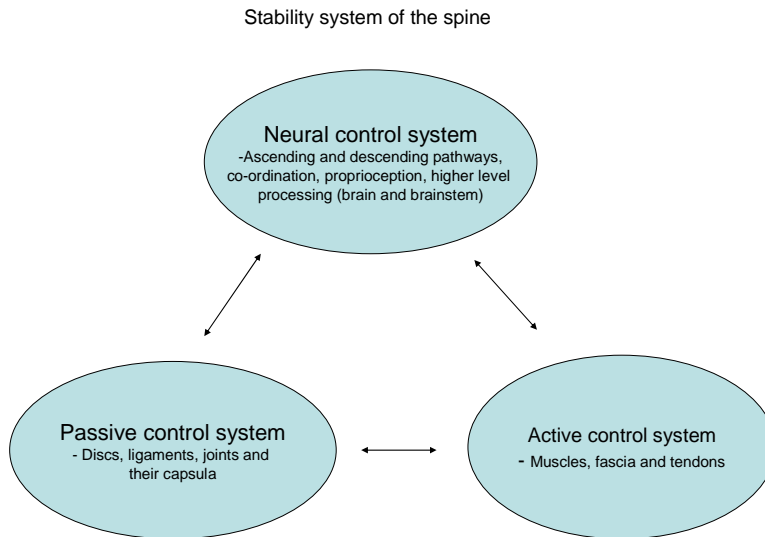 Stability system of the spine
Neural control system
-Ascending and descending pathways,
co-ordination, proprioception, higher level
processing (brain and brainstem)
Passive control system
- Discs, ligaments, joints and
their capsula
Active control system
- Muscles, fascia and tendons